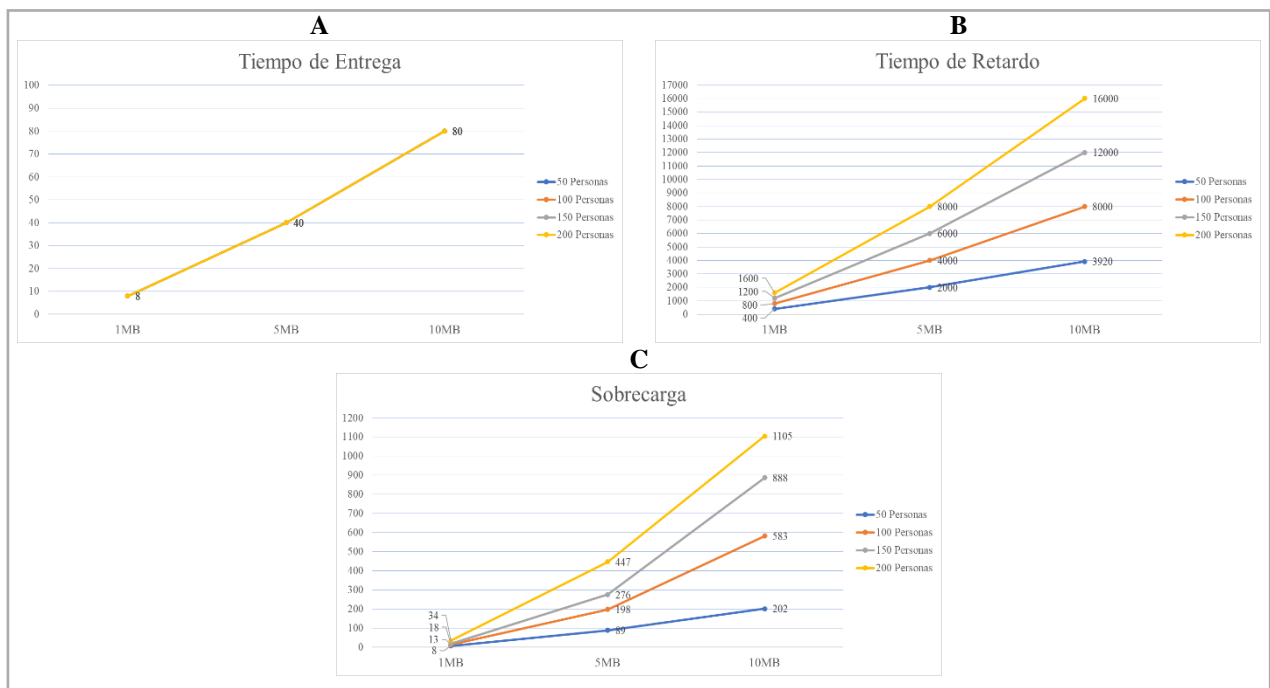 A
Tiempo de Entrega
100
90
80
70
60
50
40
30
20
10
0
8
40
80
1MB
5MB
10MB
50 Personas
100 Personas
150 Personas
200 Personas
B
Tiempo de Retardo
17000
16000
15000
14000
13000
12000
11000
10000
9000
8000
7000
6000
5000
4000
3000
2000
1000
0
1600
1200
800
400
8000
6000
4000
2000
16000
12000
8000
3920
1MB
5MB
10MB
50 Personas
100 Personas
150 Personas
200 Personas
C
Sobrecarga
1200
1100
1000
900
800
700
600
500
400
300
200
100
0
34
18
13
8
447
276
198
89
1105
888
583
202
1MB
5MB
10MB
50 Personas
100 Personas
150 Personas
200 Personas